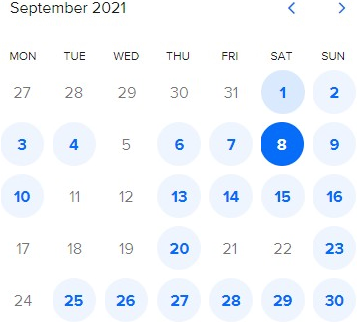 September 2021
MON TUE WED THU FRI SAT SUN
27 28 29 30 31 1 2
3 4 5 6 7 8 9
10 11 12 13 14 15 16
17 18 19 20 21 22 23
24 25 26 27 28 29 30